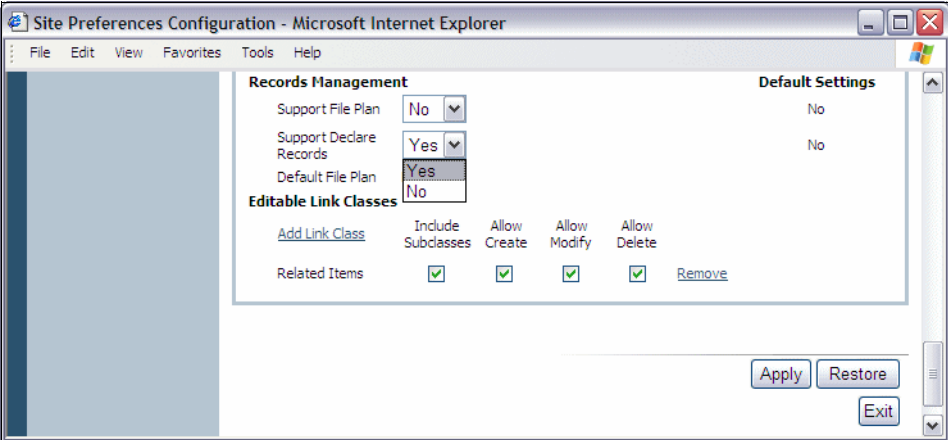 Site Preferences Configuration - Microsoft Internet Explorer
File Edit View Favorites Tools Help
Records Management Default Settings
Support File Plan No No
Support Declare Records Yes No
Yes
Default File Plan
No
Editable Link Classes
Add Link Class Include Subclasses Allow Create Allow Modify Allow Delete
Related Items Remove
Apply Restore
Exit